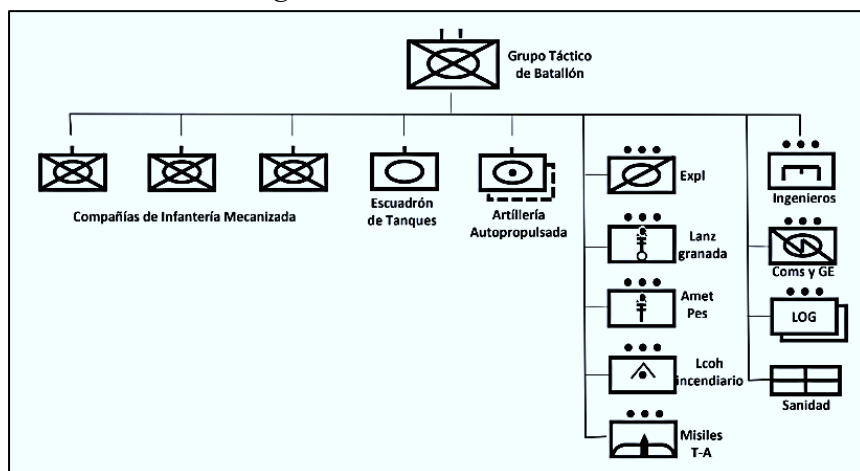 Grupo Táctico
de Batallón
Compañías de Infantería Mecanizada
Escuadrón
de Tanques
Artíllería
Autopropulsada
Expl
Lanz
granada
Amet
Pes
Lcoh
incendiario
Misiles
T-A
Ingenieros
Coms y GE
LOG
Sanidad